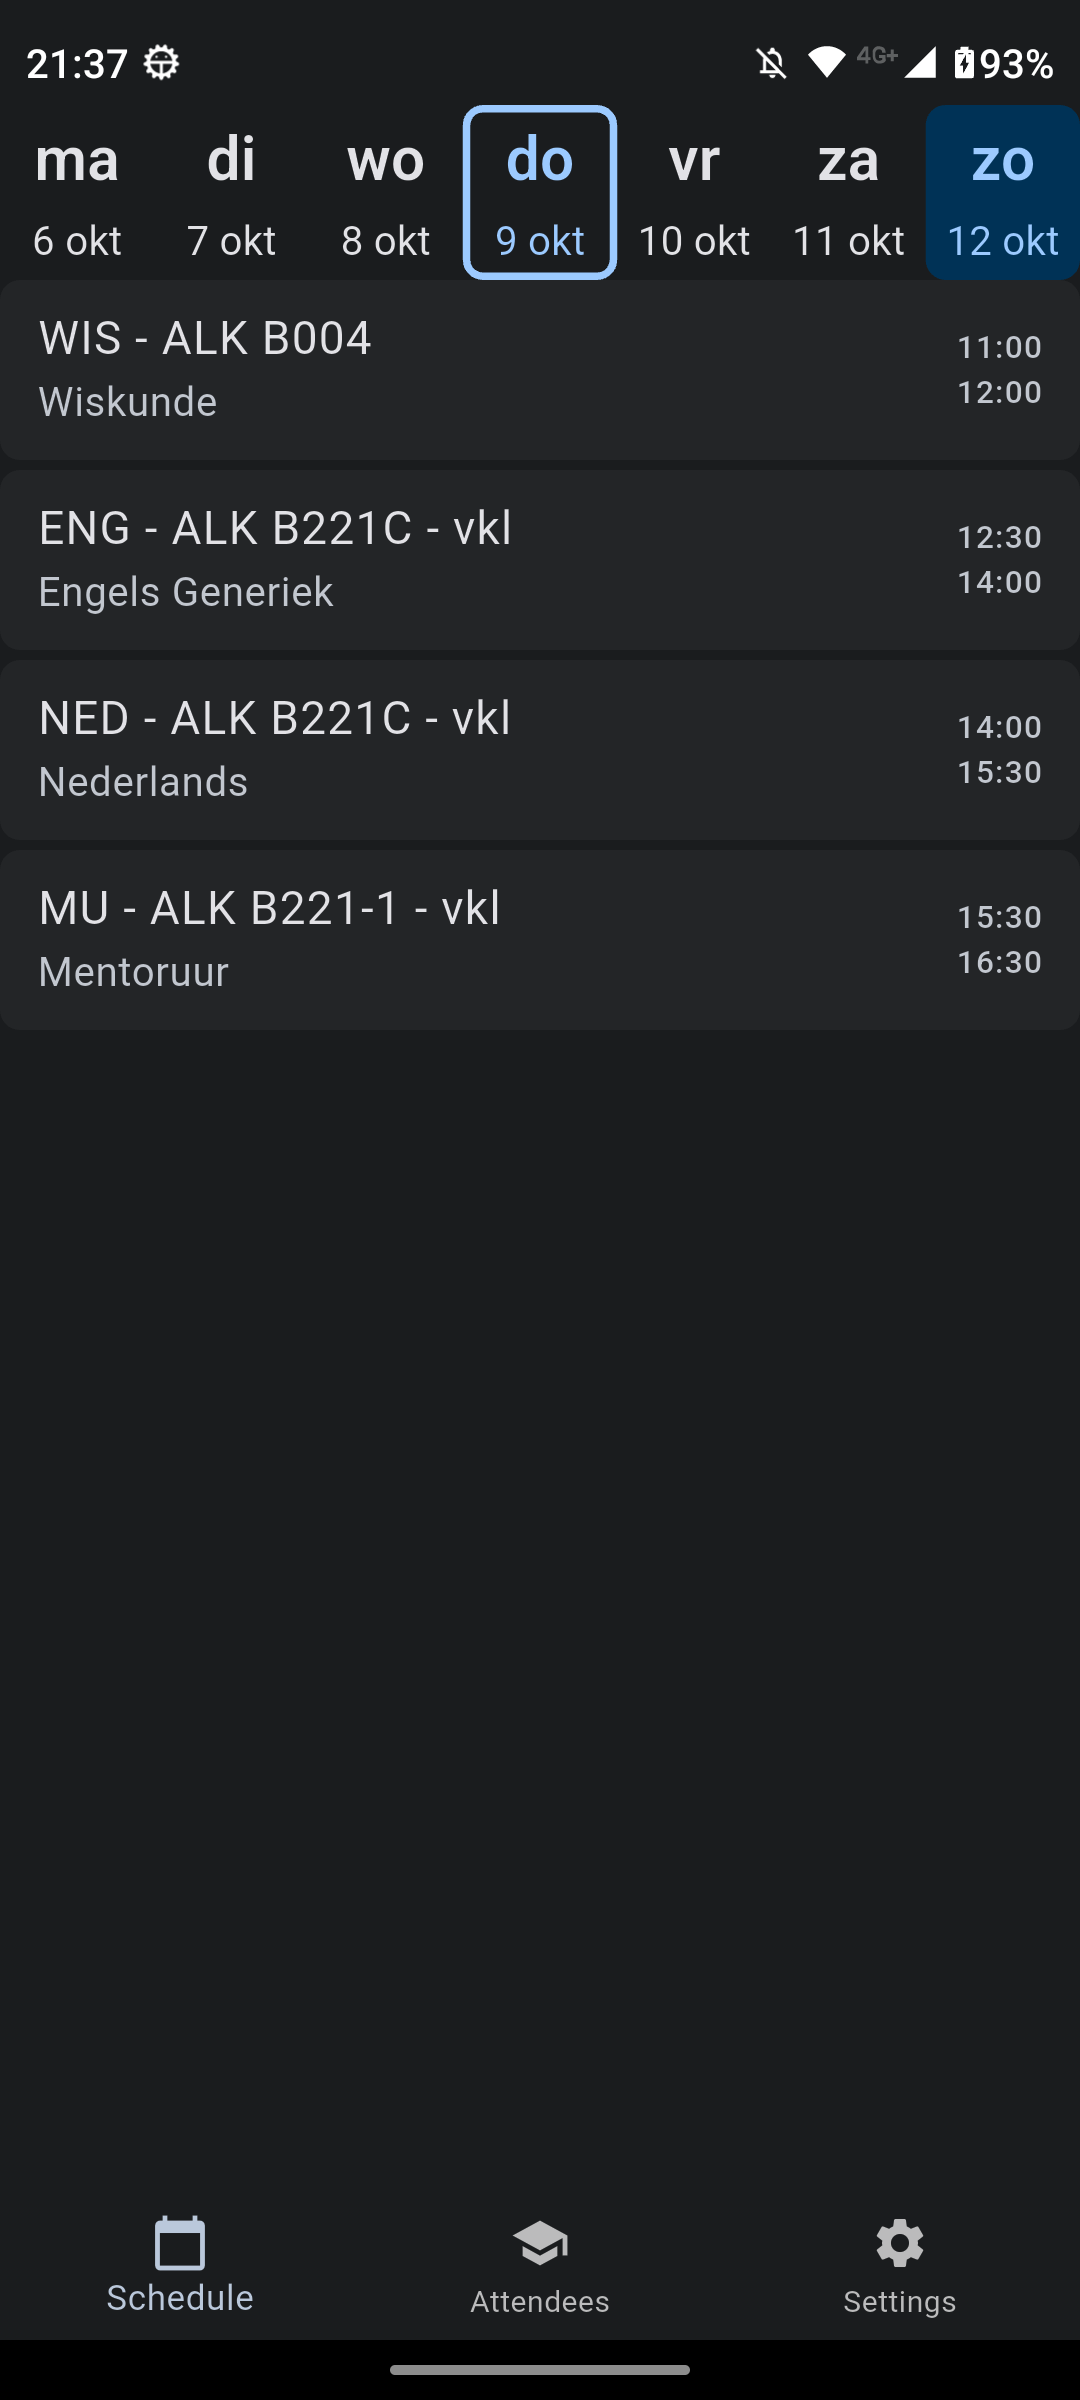 21:37 4G+ 93%
ma di wo do vr za zo
6 okt 7 okt 8 okt 9 okt 10 okt 11 okt 12 okt
WIS - ALK B004
Wiskunde
11:00
12:00
ENG - ALK B221C - vkl
Engels Generiek
12:30
14:00
NED - ALK B221C - vkl
Nederlands
14:00
15:30
MU - ALK B221-1 - vkl
Mentoruur
15:30
16:30
Schedule Attendees Settings